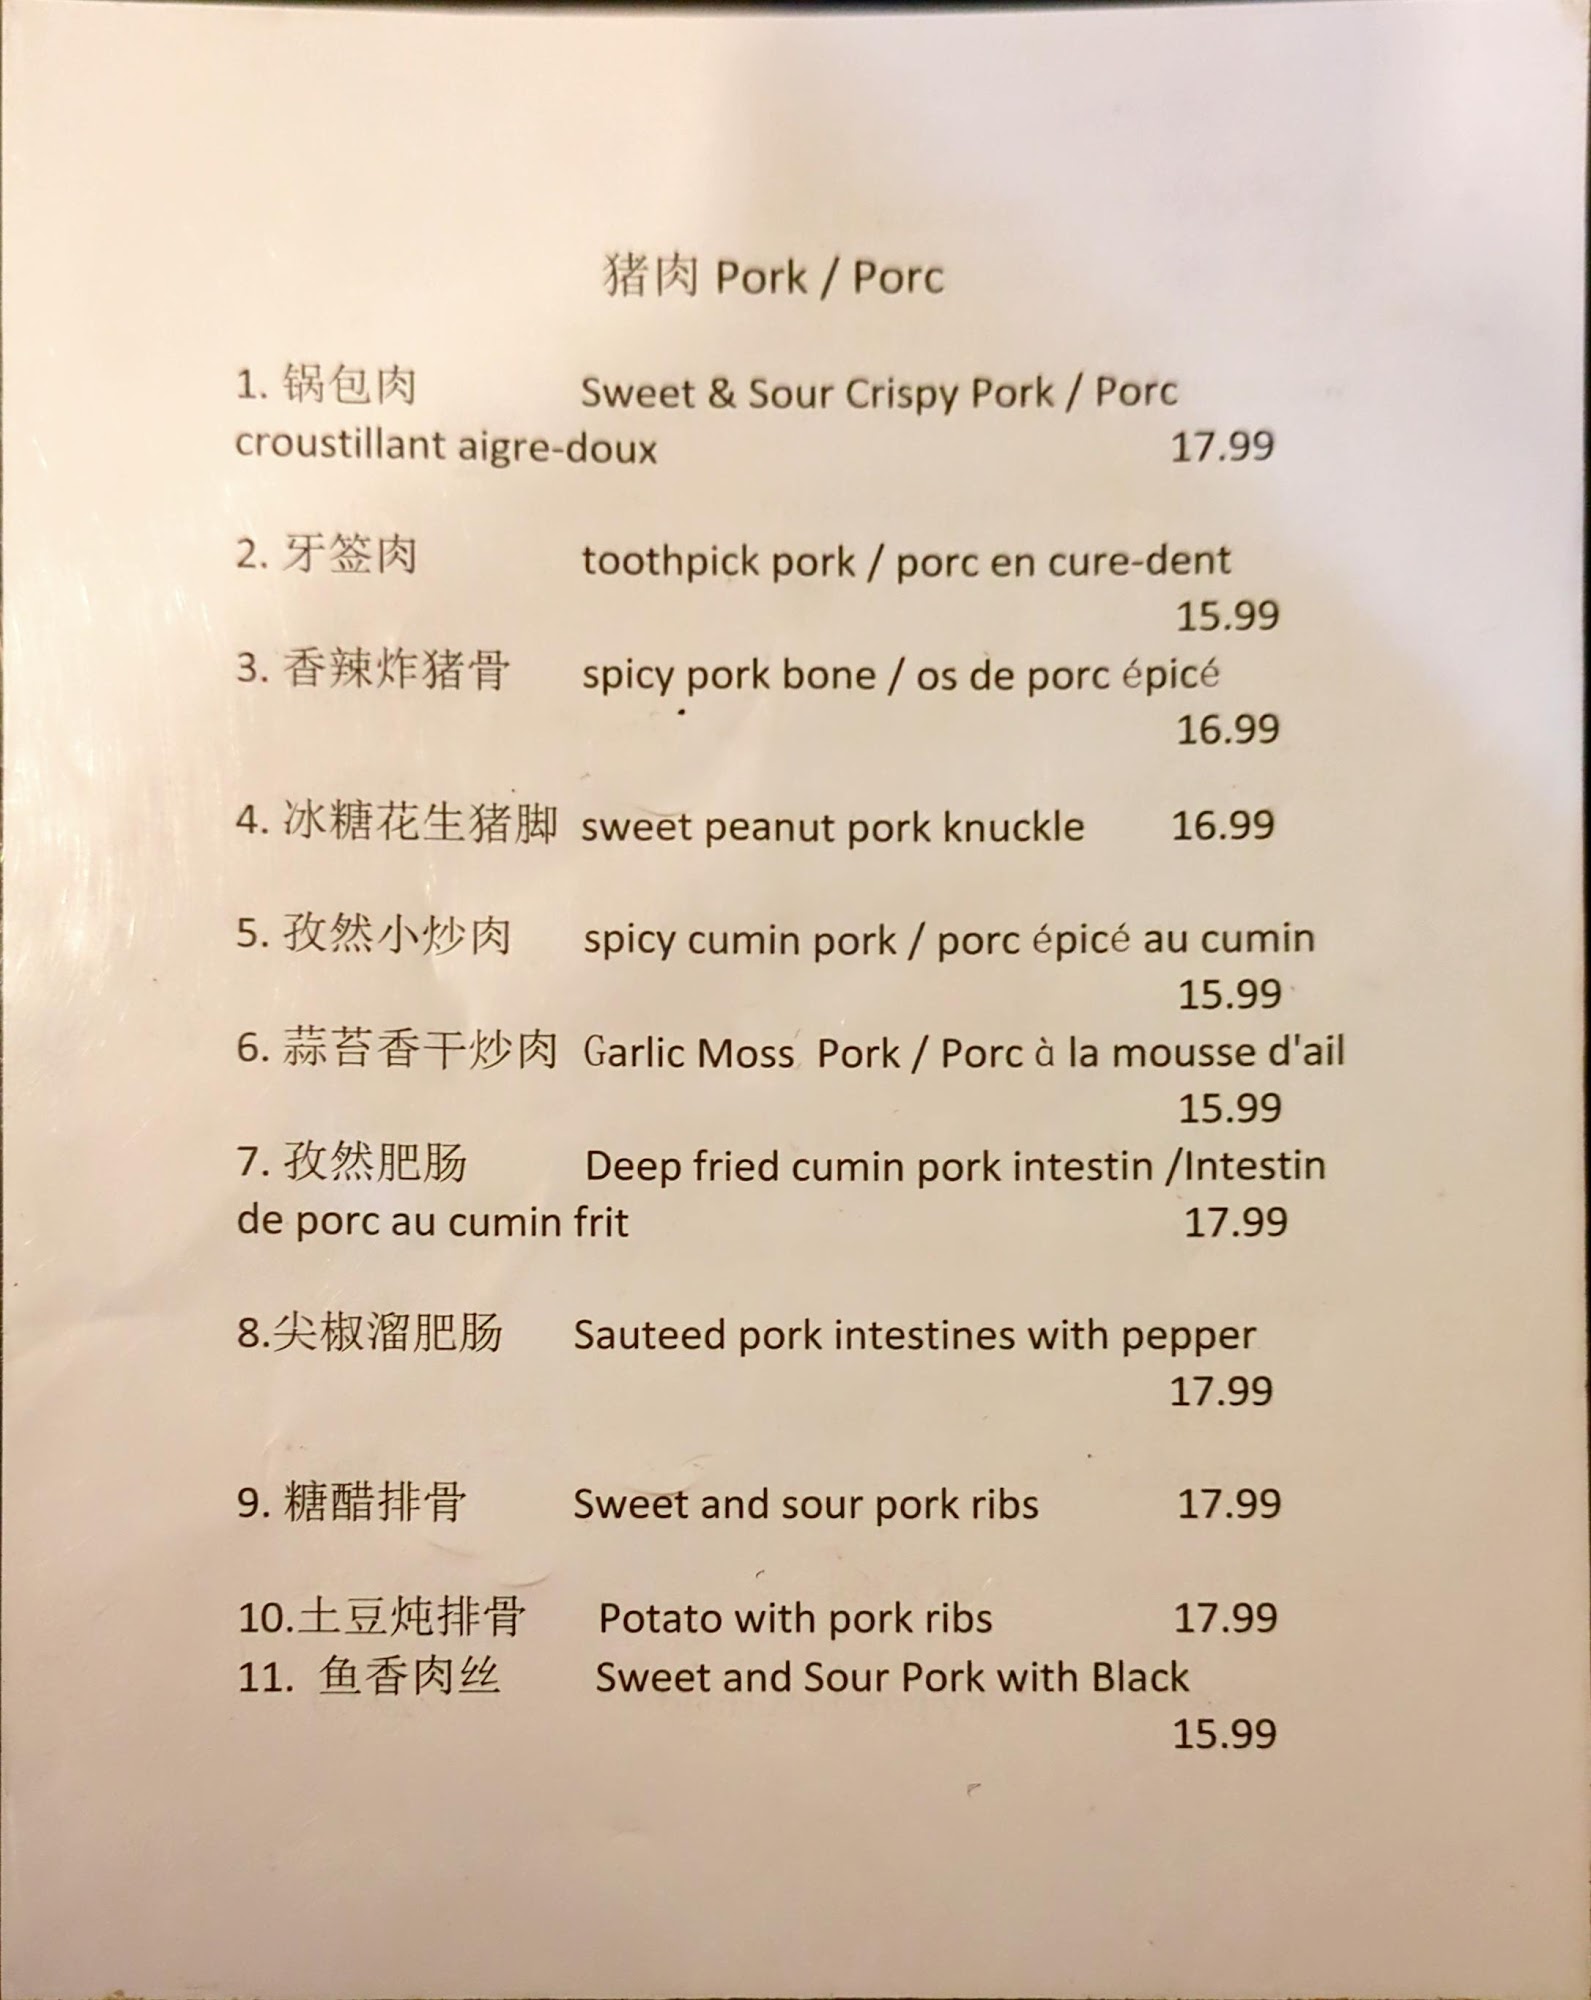 猪肉 Pork / Porc
1. 锅包肉 Sweet & Sour Crispy Pork / Porc
croustillant aigre-doux 17.99
2. 牙签肉 toothpick pork / porc en cure-dent
15.99
3. 香辣炸猪骨 spicy pork bone / os de porc épicé
16.99
4. 冰糖花生猪脚 sweet peanut pork knuckle 16.99
5. 孜然小炒肉 spicy cumin pork / porc épicé au cumin
15.99
6. 蒜苔香干炒肉 Garlic Moss Pork / Porc à la mousse d'ail
15.99
7. 孜然肥肠 Deep fried cumin pork intestin /Intestin
de porc au cumin frit 17.99
8.尖椒溜肥肠 Sauteed pork intestines with pepper
17.99
9. 糖醋排骨 Sweet and sour pork ribs 17.99
10.土豆炖排骨 Potato with pork ribs 17.99
11. 鱼香肉丝 Sweet and Sour Pork with Black
15.99